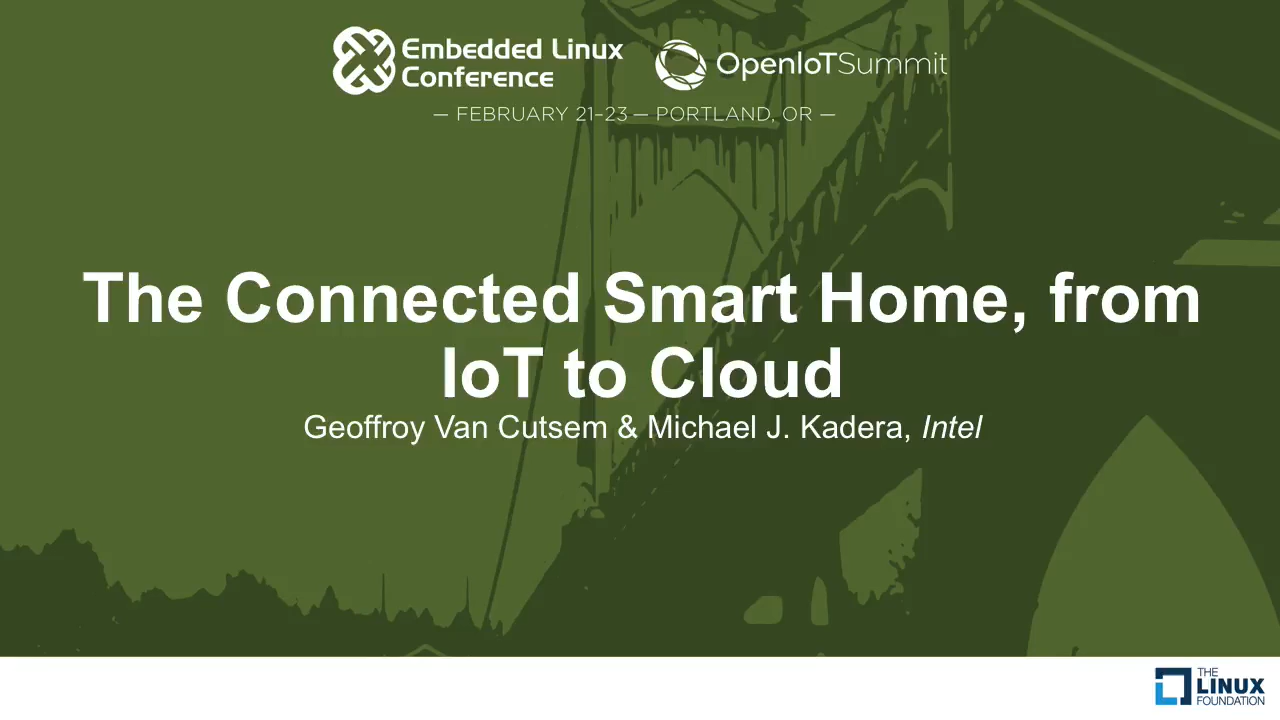 Embedded Linux
Conference
OpenIoTSummit
— FEBRUARY 21–23 — PORTLAND, OR —
The Connected Smart Home, from
IoT to Cloud
Geoffroy Van Cutsem & Michael J. Kadera, Intel
THE
LINUX
FOUNDATION